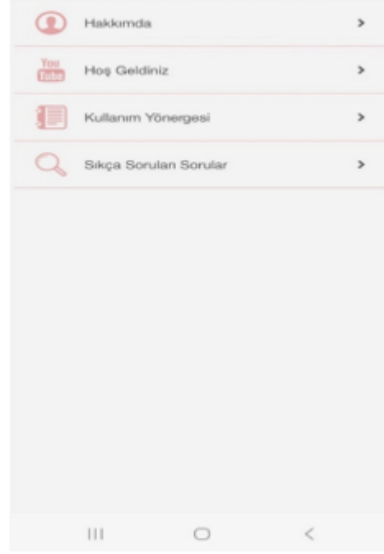 Hakkımda
You
Tube
Hoş Geldiniz
Kullanım Yönergesi
Sıkça Sorulan Sorular